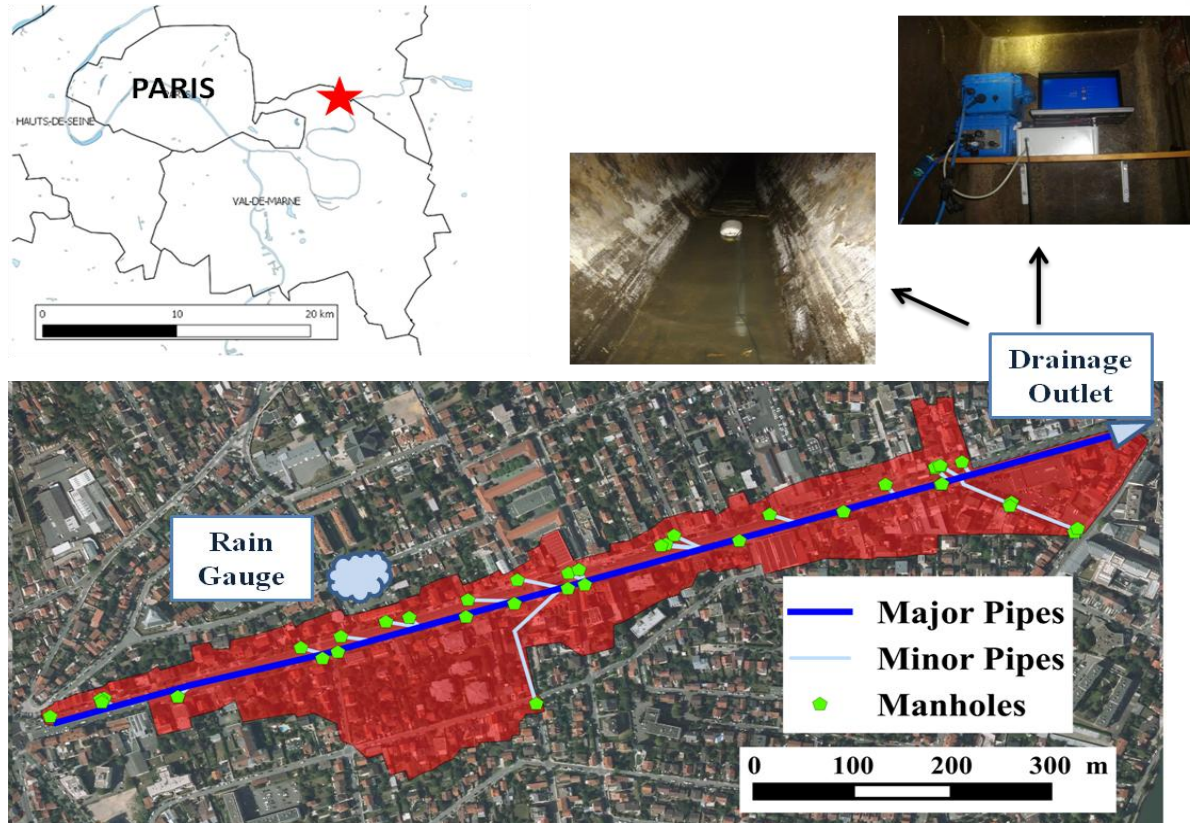 PARIS
HAUTS-DE-SEINE
VAL-DE-MARNE
0 10 20 km
Drainage
Outlet
Rain
Gauge
Major Pipes
Minor Pipes
Manholes
0 100 200 300 m